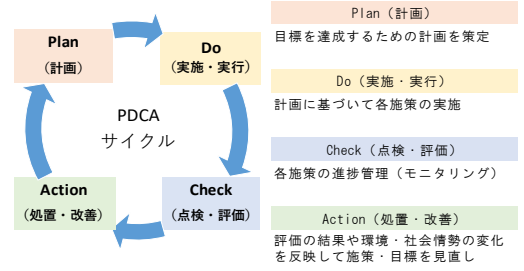 Plan
(計画)
Do
(実施・実行)
PDCA
サイクル
Action
(処置・改善)
Check
(点検・評価)
Plan(計画)
目標を達成するための計画を策定
Do(実施・実行)
計画に基づいて各施策の実施
Check(点検・評価)
各施策の進捗管理(モニタリング)
Action(処置・改善)
評価の結果や環境・社会情勢の変化
を反映して施策・目標を見直し